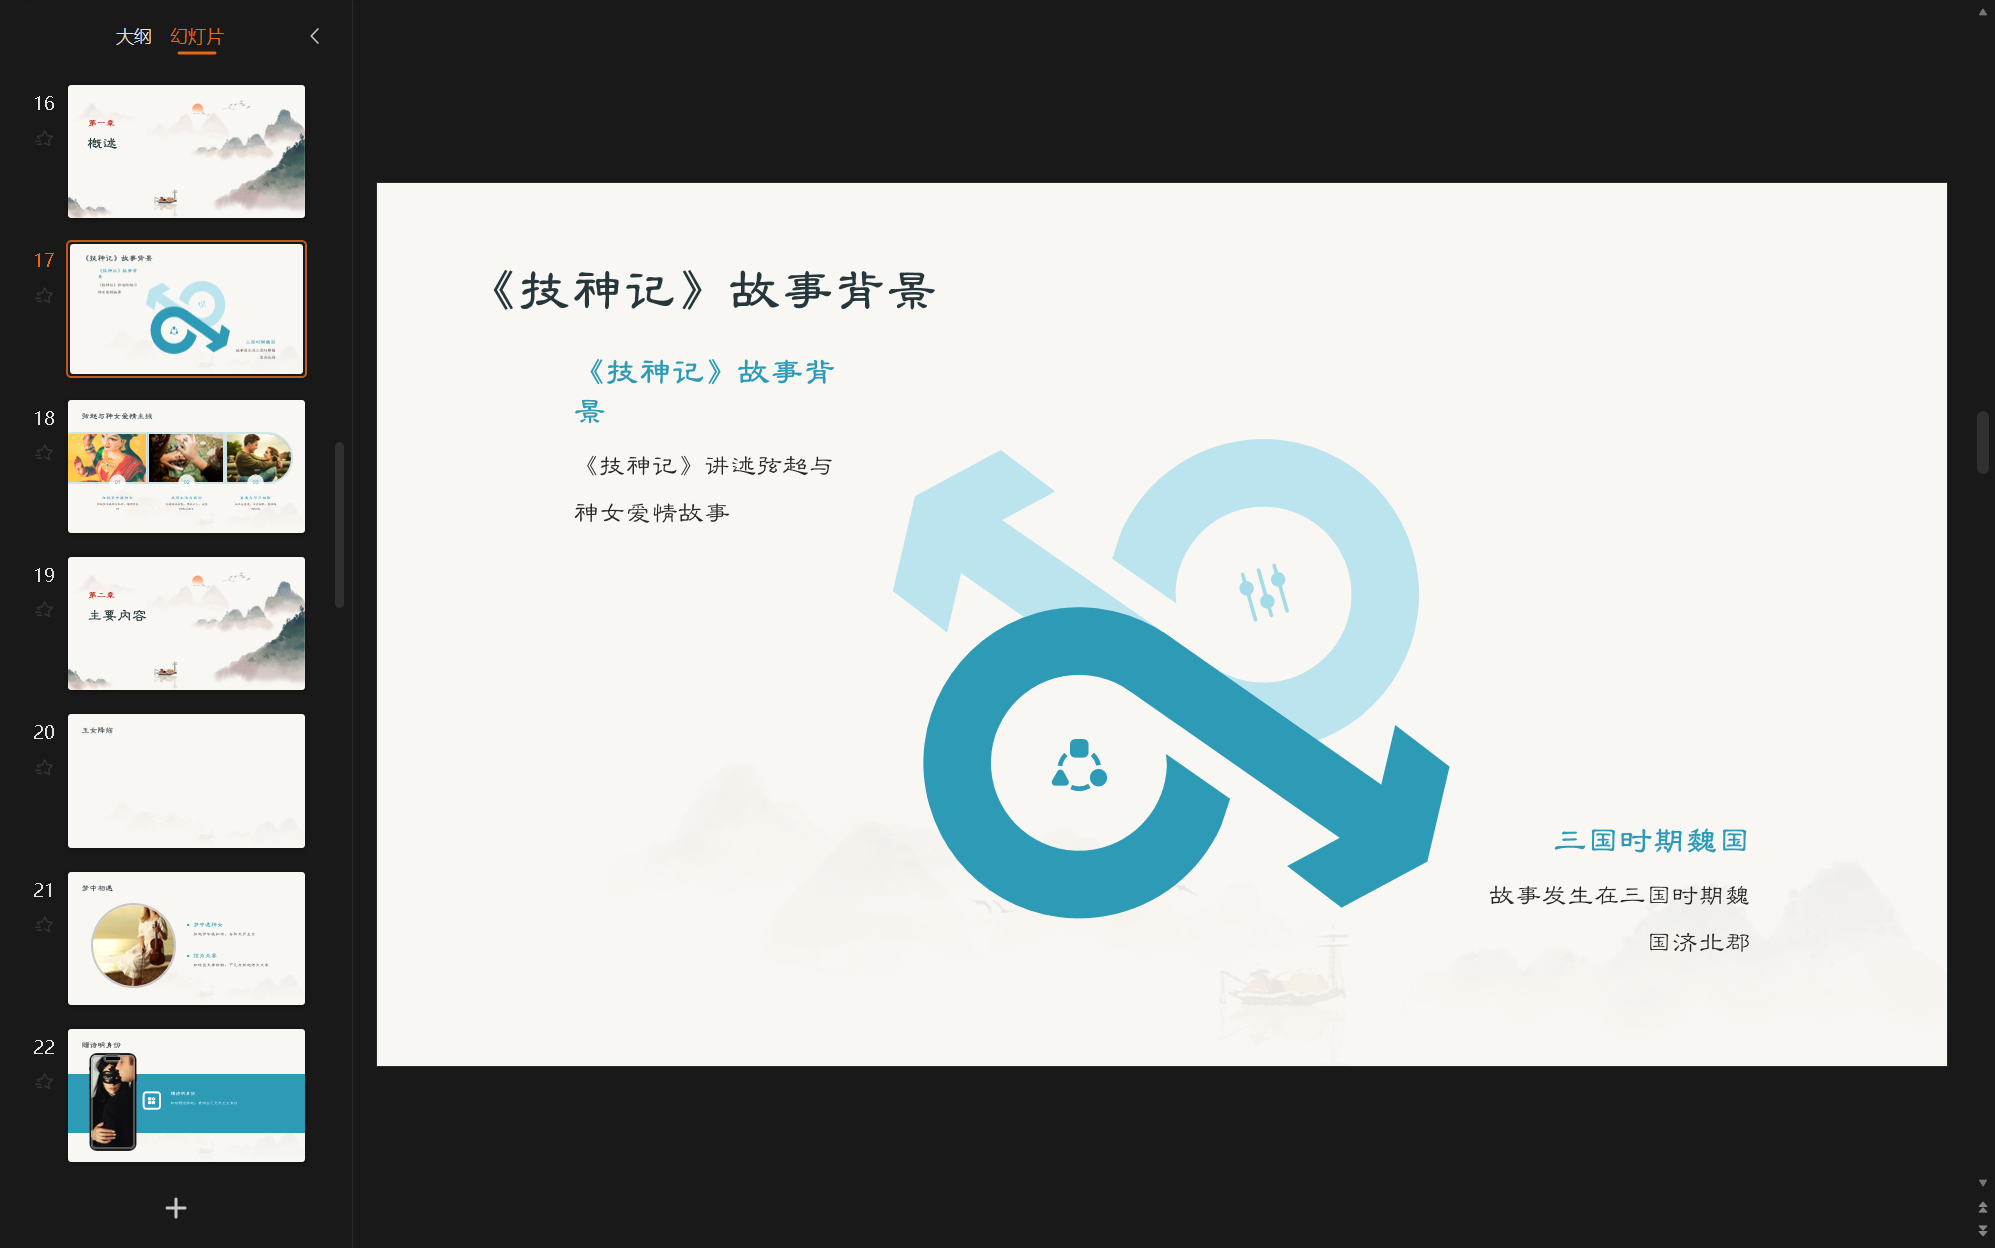 大纲 幻灯片
16
第一章
概述
17
《技神记》故事背景
18
弦超与神女爱情主线
01 02 03
19
第二章
主要内容
20
玉女降临
21
梦中相遇
22
赠诗明身份
《技神记》故事背景
《技神记》故事背
景
《技神记》讲述弦超与
神女爱情故事
三国时期魏国
故事发生在三国时期魏
国济北郡